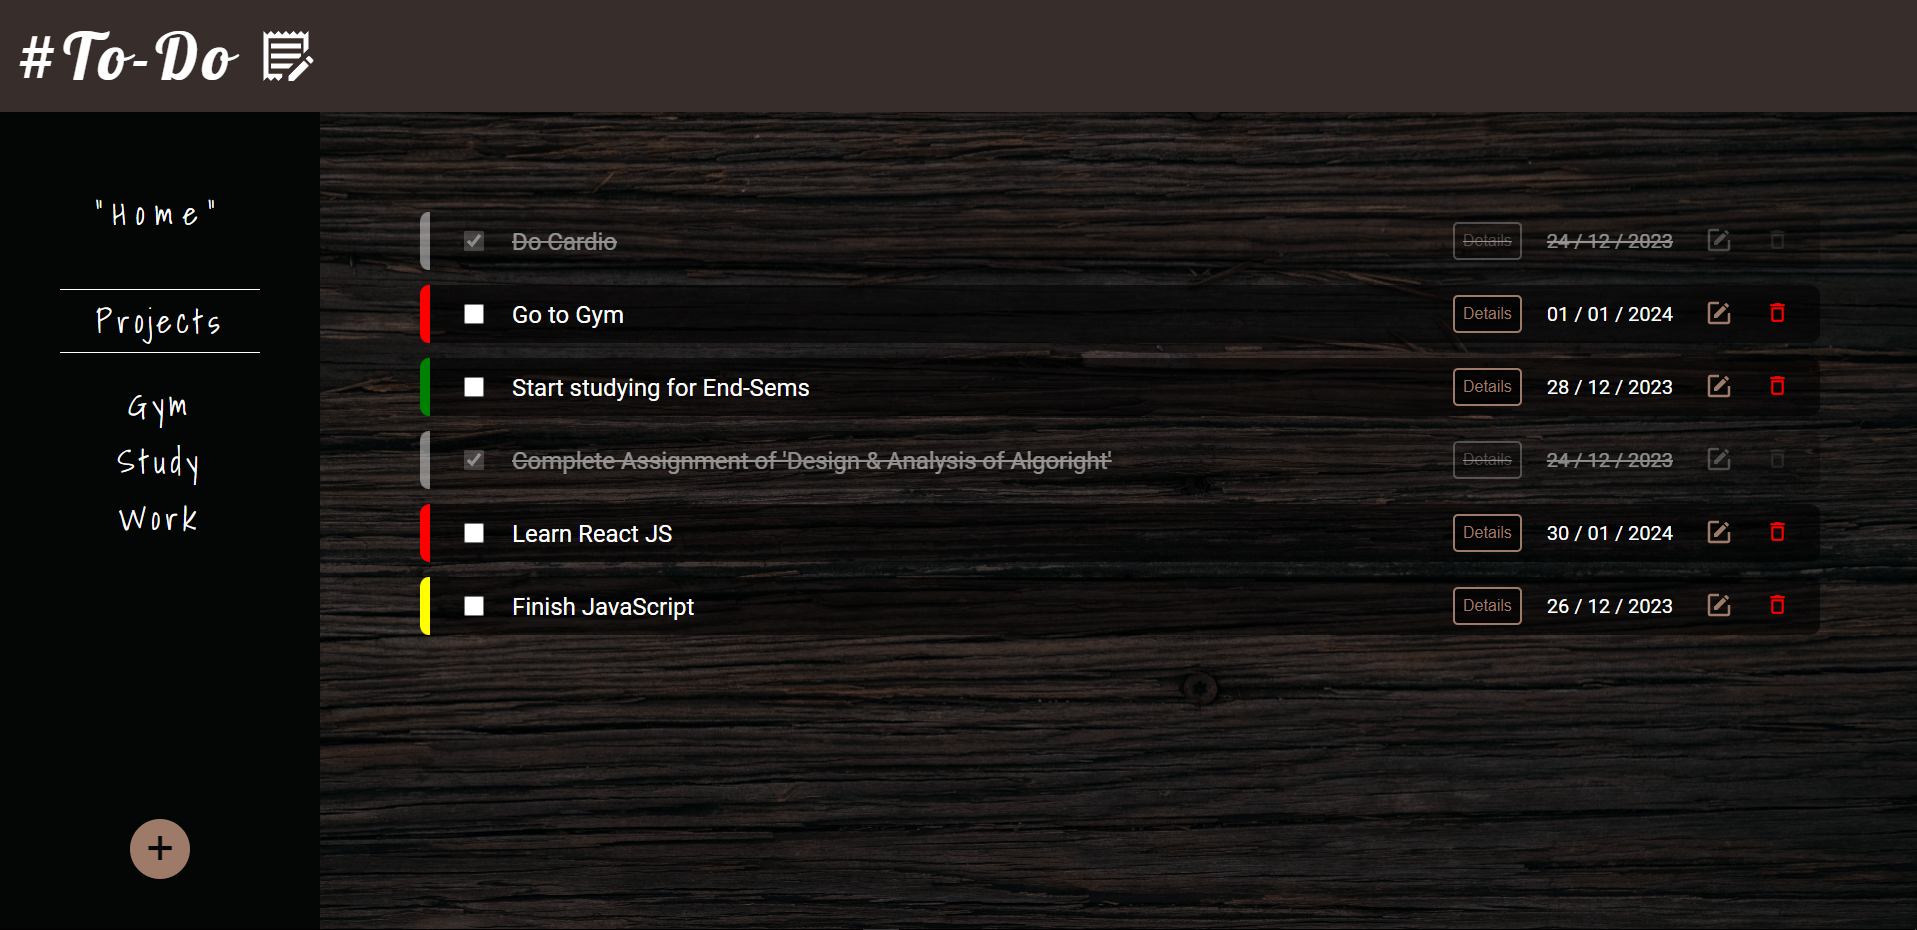 #To-Do
"Home"
Projects
Gym
Study
Work
Do Cardio Details 24 / 12 / 2023
Go to Gym Details 01 / 01 / 2024
Start studying for End-Sems Details 28 / 12 / 2023
Complete Assignment of 'Design & Analysis of Algoright' Details 24 / 12 / 2023
Learn React JS Details 30 / 01 / 2024
Finish JavaScript Details 26 / 12 / 2023
+